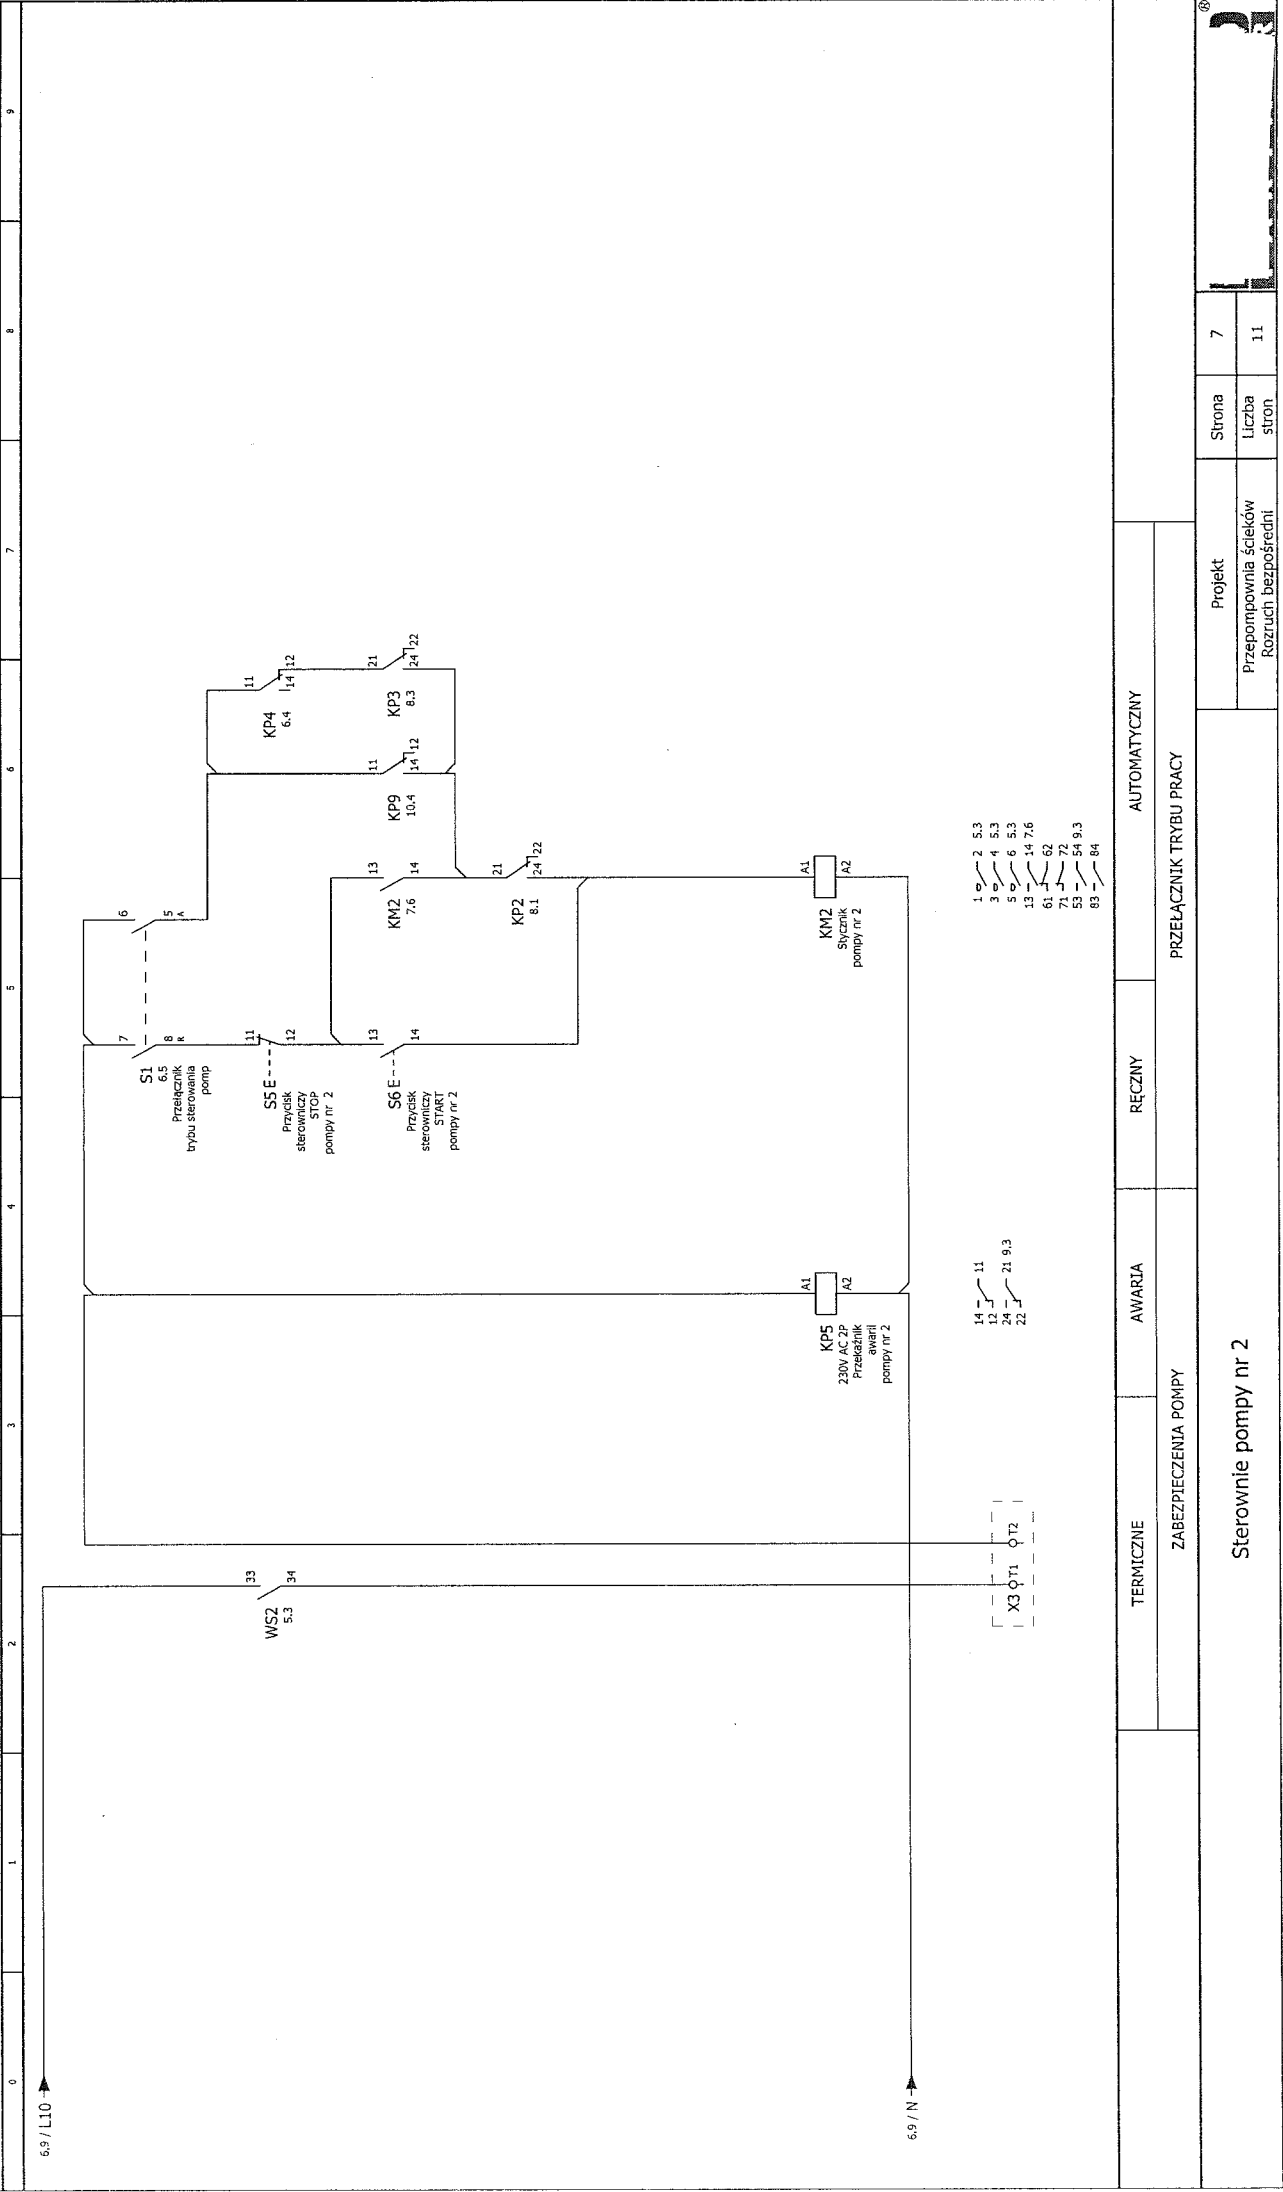 0 1 2 3 4 5 6 7 8 9
6.9 / L10
6.9 / N
WS2
5.3
33
34
X3
T1
T2
KP5
230V AC 2P
Przekaźnik
awarii
pompy nr 2
A1
A2
14 11
12
24 21 9.3
22
S1
6.5
Przełącznik
trybu sterowania
pomp
7
8
R
6
5
A
S5 E
Przycisk
sterowniczy
STOP
pompy nr 2
11
12
S6 E
Przycisk
sterowniczy
START
pompy nr 2
13
14
KM2
7.6
13
14
KP9
10.4
11
14
12
KP4
6.4
11
14
12
KP3
8.3
21
24
22
KP2
8.1
21
24
22
KM2
Stycznik
pompy nr 2
A1
A2
1 2 5.3
3 4 5.3
5 6 5.3
13 14 7.6
61 62
71 72
53 54 9.3
83 84
TERMICZNE
AWARIA
RĘCZNY
AUTOMATYCZNY
ZABEZPIECZENIA POMPY
PRZEŁĄCZNIK TRYBU PRACY
Sterownie pompy nr 2
Projekt
Przepompownia ścieków
Rozruch bezpośredni
Strona
7
Liczba
stron
11
®